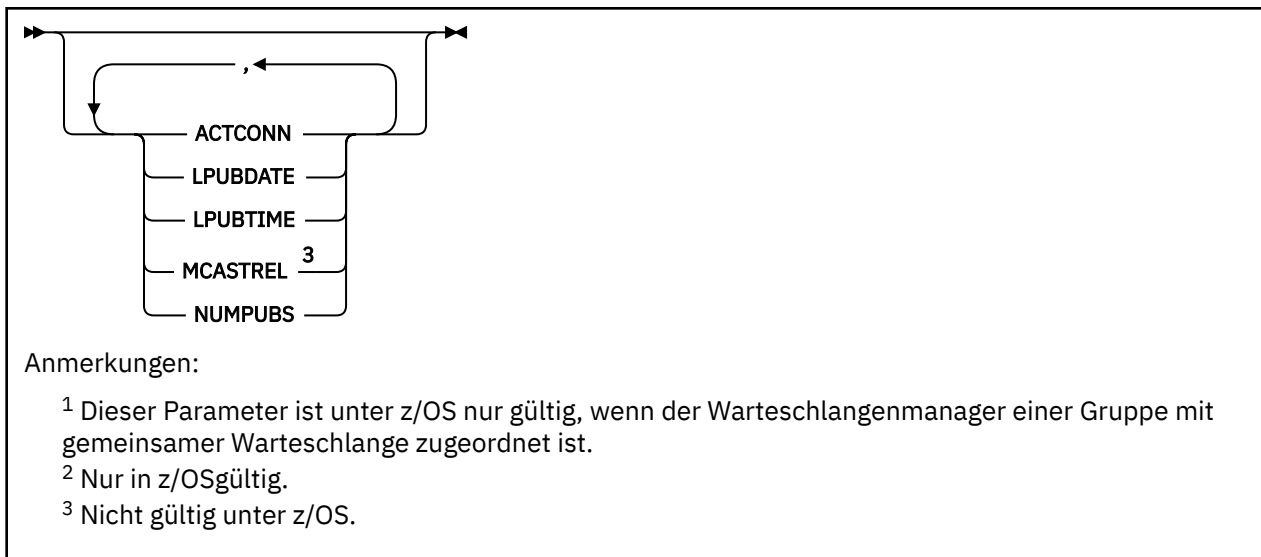 ,
ACTCONN
LPUBDATE
LPUBTIME
MCASTREL 3
NUMPUBS
Anmerkungen:
1 Dieser Parameter ist unter z/OS nur gültig, wenn der Warteschlangenmanager einer Gruppe mit
gemeinsamer Warteschlange zugeordnet ist.
2 Nur in z/OSgültig.
3 Nicht gültig unter z/OS.